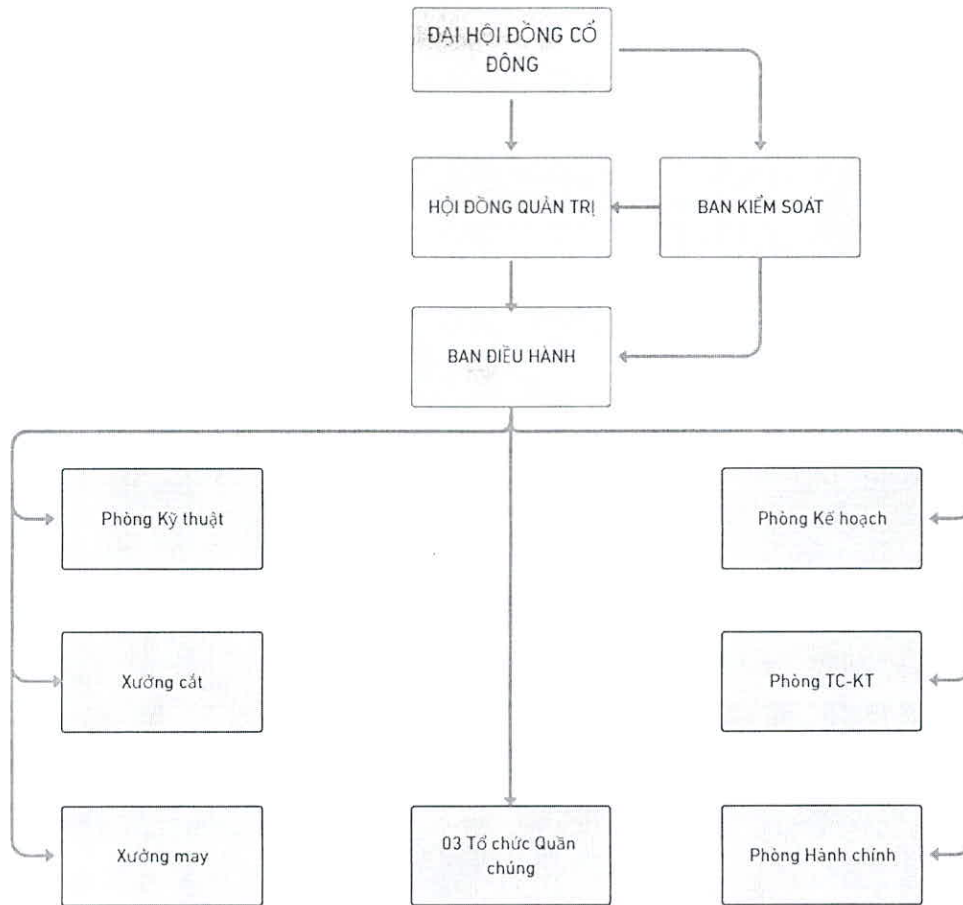 ĐẠI HỘI ĐỒNG CỔ
ĐÔNG
HỘI ĐỒNG QUẢN TRỊ
BAN KIỂM SOÁT
BAN ĐIỀU HÀNH
Phòng Kỹ thuật
Phòng Kế hoạch
Xưởng cắt
Phòng TC-KT
Xưởng may
03 Tổ chức Quần
chúng
Phòng Hành chính